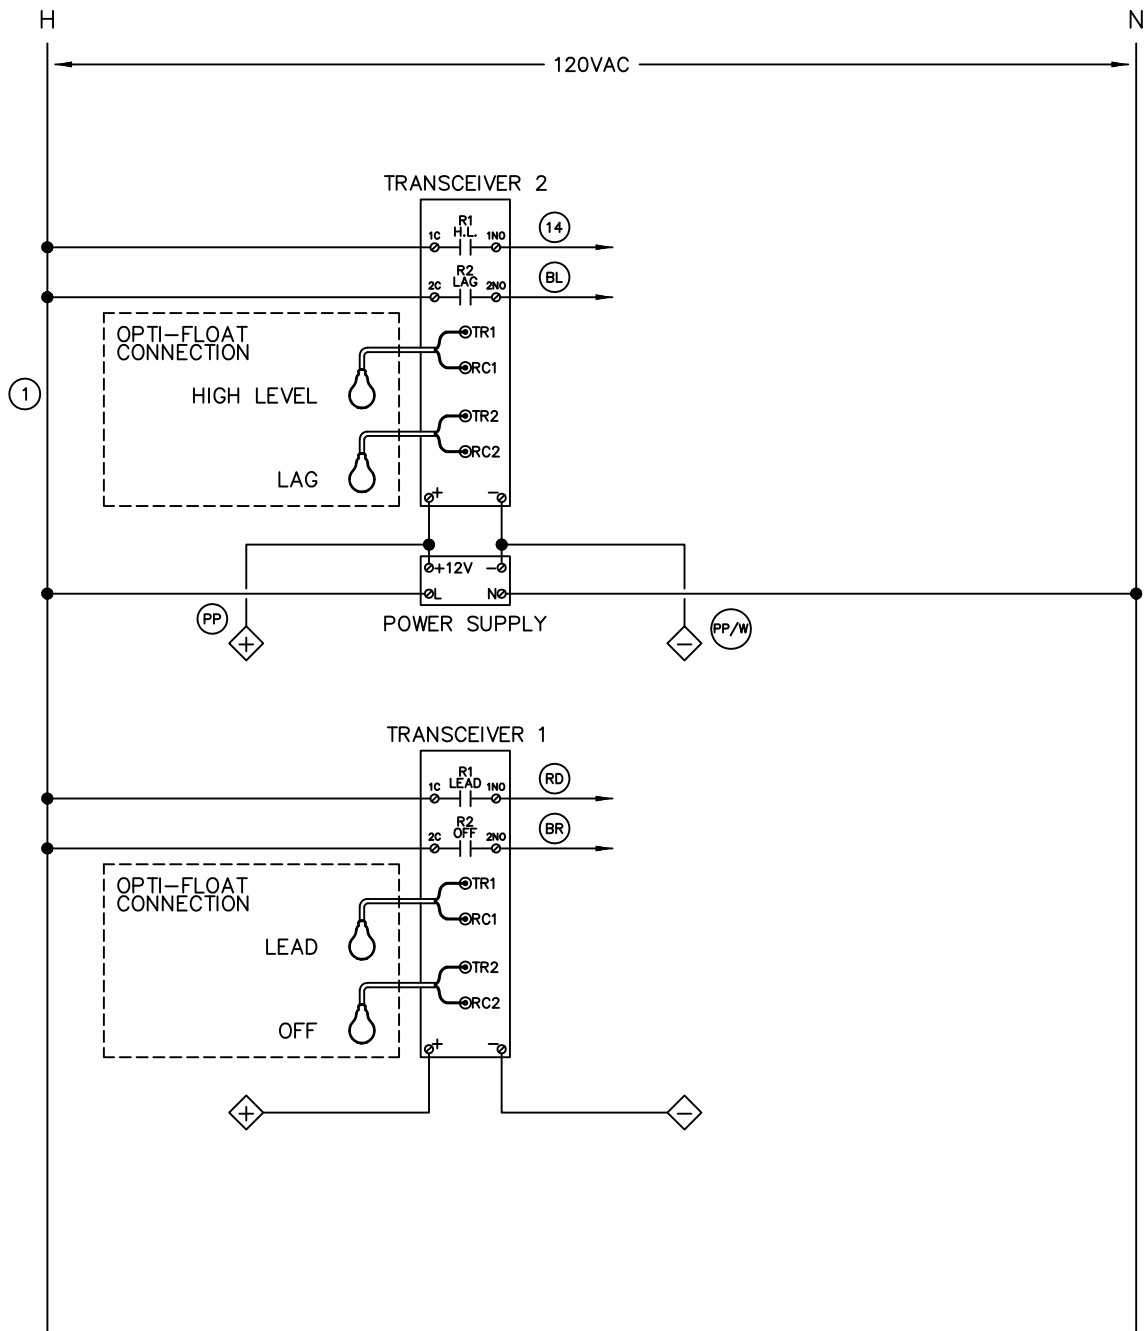 H N
120VAC
TRANSCEIVER 2
R1
H.L.
1C 1NO 14
R2
LAG
2C 2NO BL
OPTI-FLOAT
CONNECTION
TR1
RC1
1
HIGH LEVEL
TR2
RC2
LAG
+ -
+12V -
L N
PP
POWER SUPPLY
PP/W
+ -
TRANSCEIVER 1
R1
LEAD
1C 1NO RD
R2
OFF
2C 2NO BR
OPTI-FLOAT
CONNECTION
TR1
RC1
LEAD
TR2
RC2
OFF
+ -
+ -